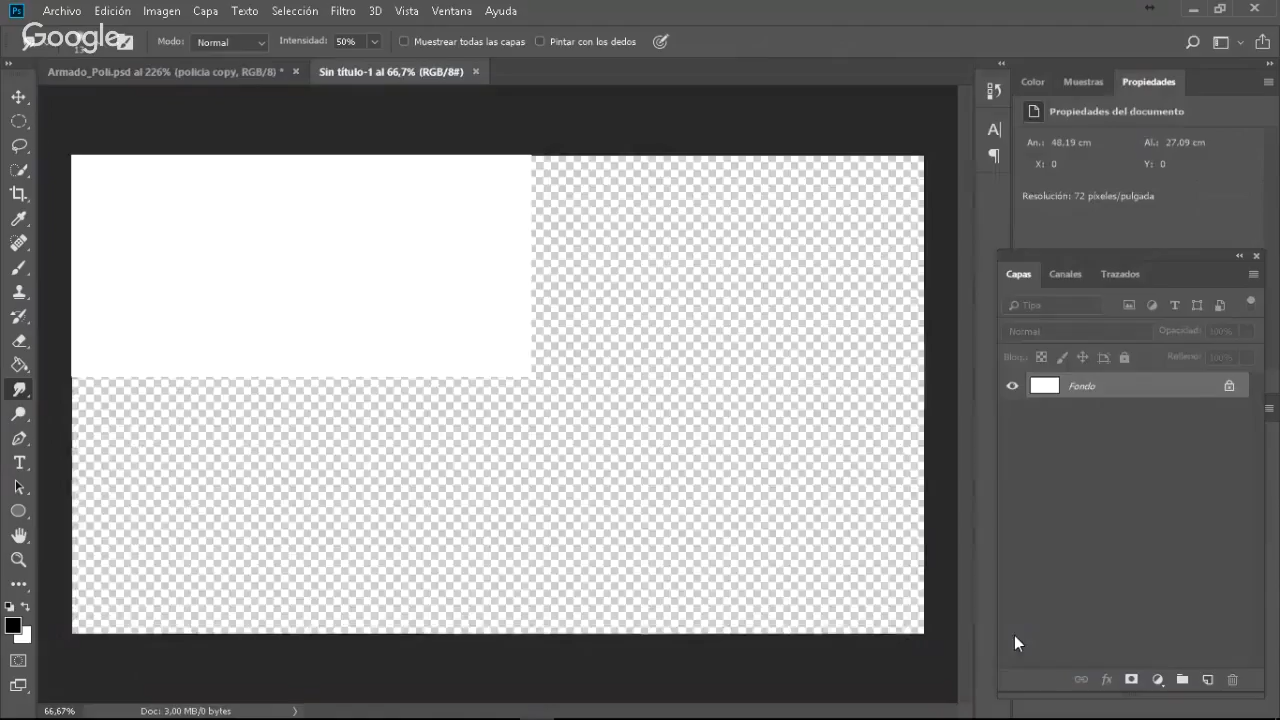 Ps Archivo Edición Imagen Capa Texto Selección Filtro 3D Vista Ventana Ayuda
Google
13
Modo: Normal Intensidad: 50% Muestrear todas las capas Pintar con los dedos
Armado_Poli.psd al 226% (policia copy, RGB/8) * × Sin título-1 al 66,7% (RGB/8#) ×
Color Muestras Propiedades
Propiedades del documento
An.: 48,19 cm Al.: 27,09 cm
X: 0 Y: 0
Resolución: 72 píxeles/pulgada
Capas Canales Trazados
Tipo
Normal Opacidad: 100%
Bloq.: Relleno: 100%
Fondo
66,67% Doc: 3,00 MB/0 bytes